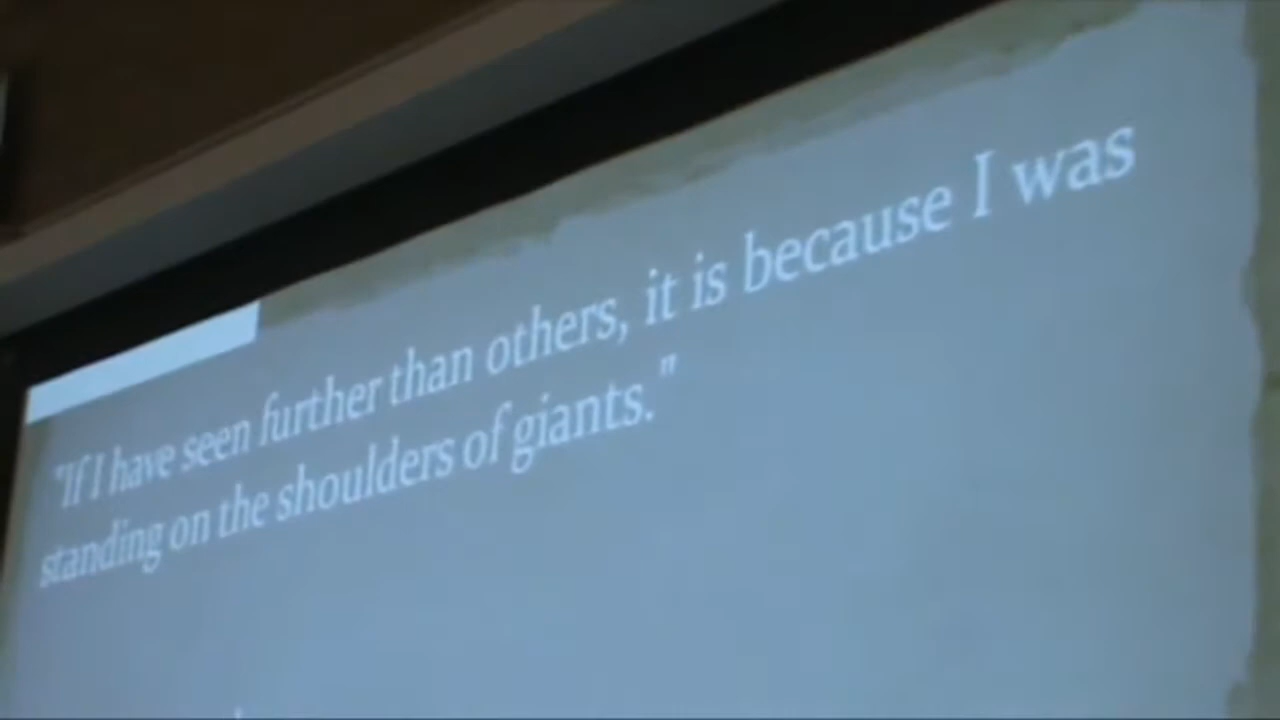 "If I have seen further than others, it is because I was
standing on the shoulders of giants."